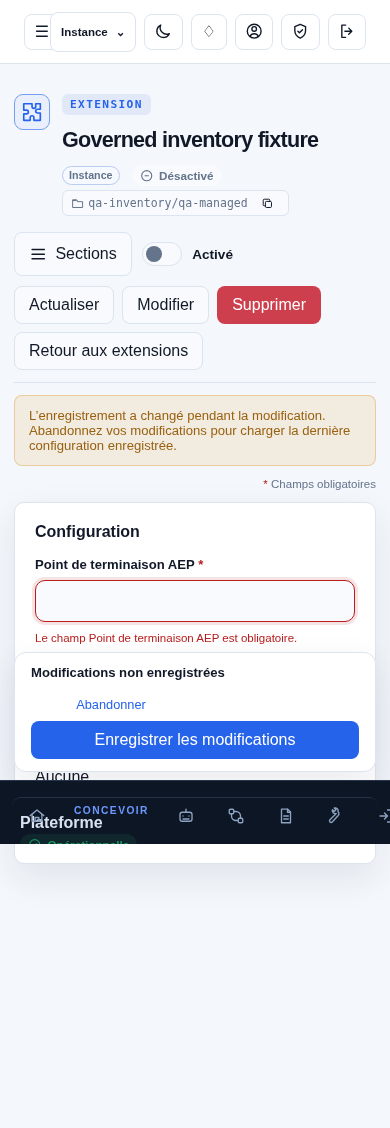 Instance
EXTENSION
Governed inventory fixture
Instance
Désactivé
qa-inventory/qa-managed
Sections
Activé
Actualiser
Modifier
Supprimer
Retour aux extensions
L'enregistrement a changé pendant la modification.
Abandonnez vos modifications pour charger la dernière
configuration enregistrée.
* Champs obligatoires
Configuration
Point de terminaison AEP *
Le champ Point de terminaison AEP est obligatoire.
Modifications non enregistrées
Abandonner
Enregistrer les modifications
Aucune
CONCEVOIR
Plateforme
Opérationnelle